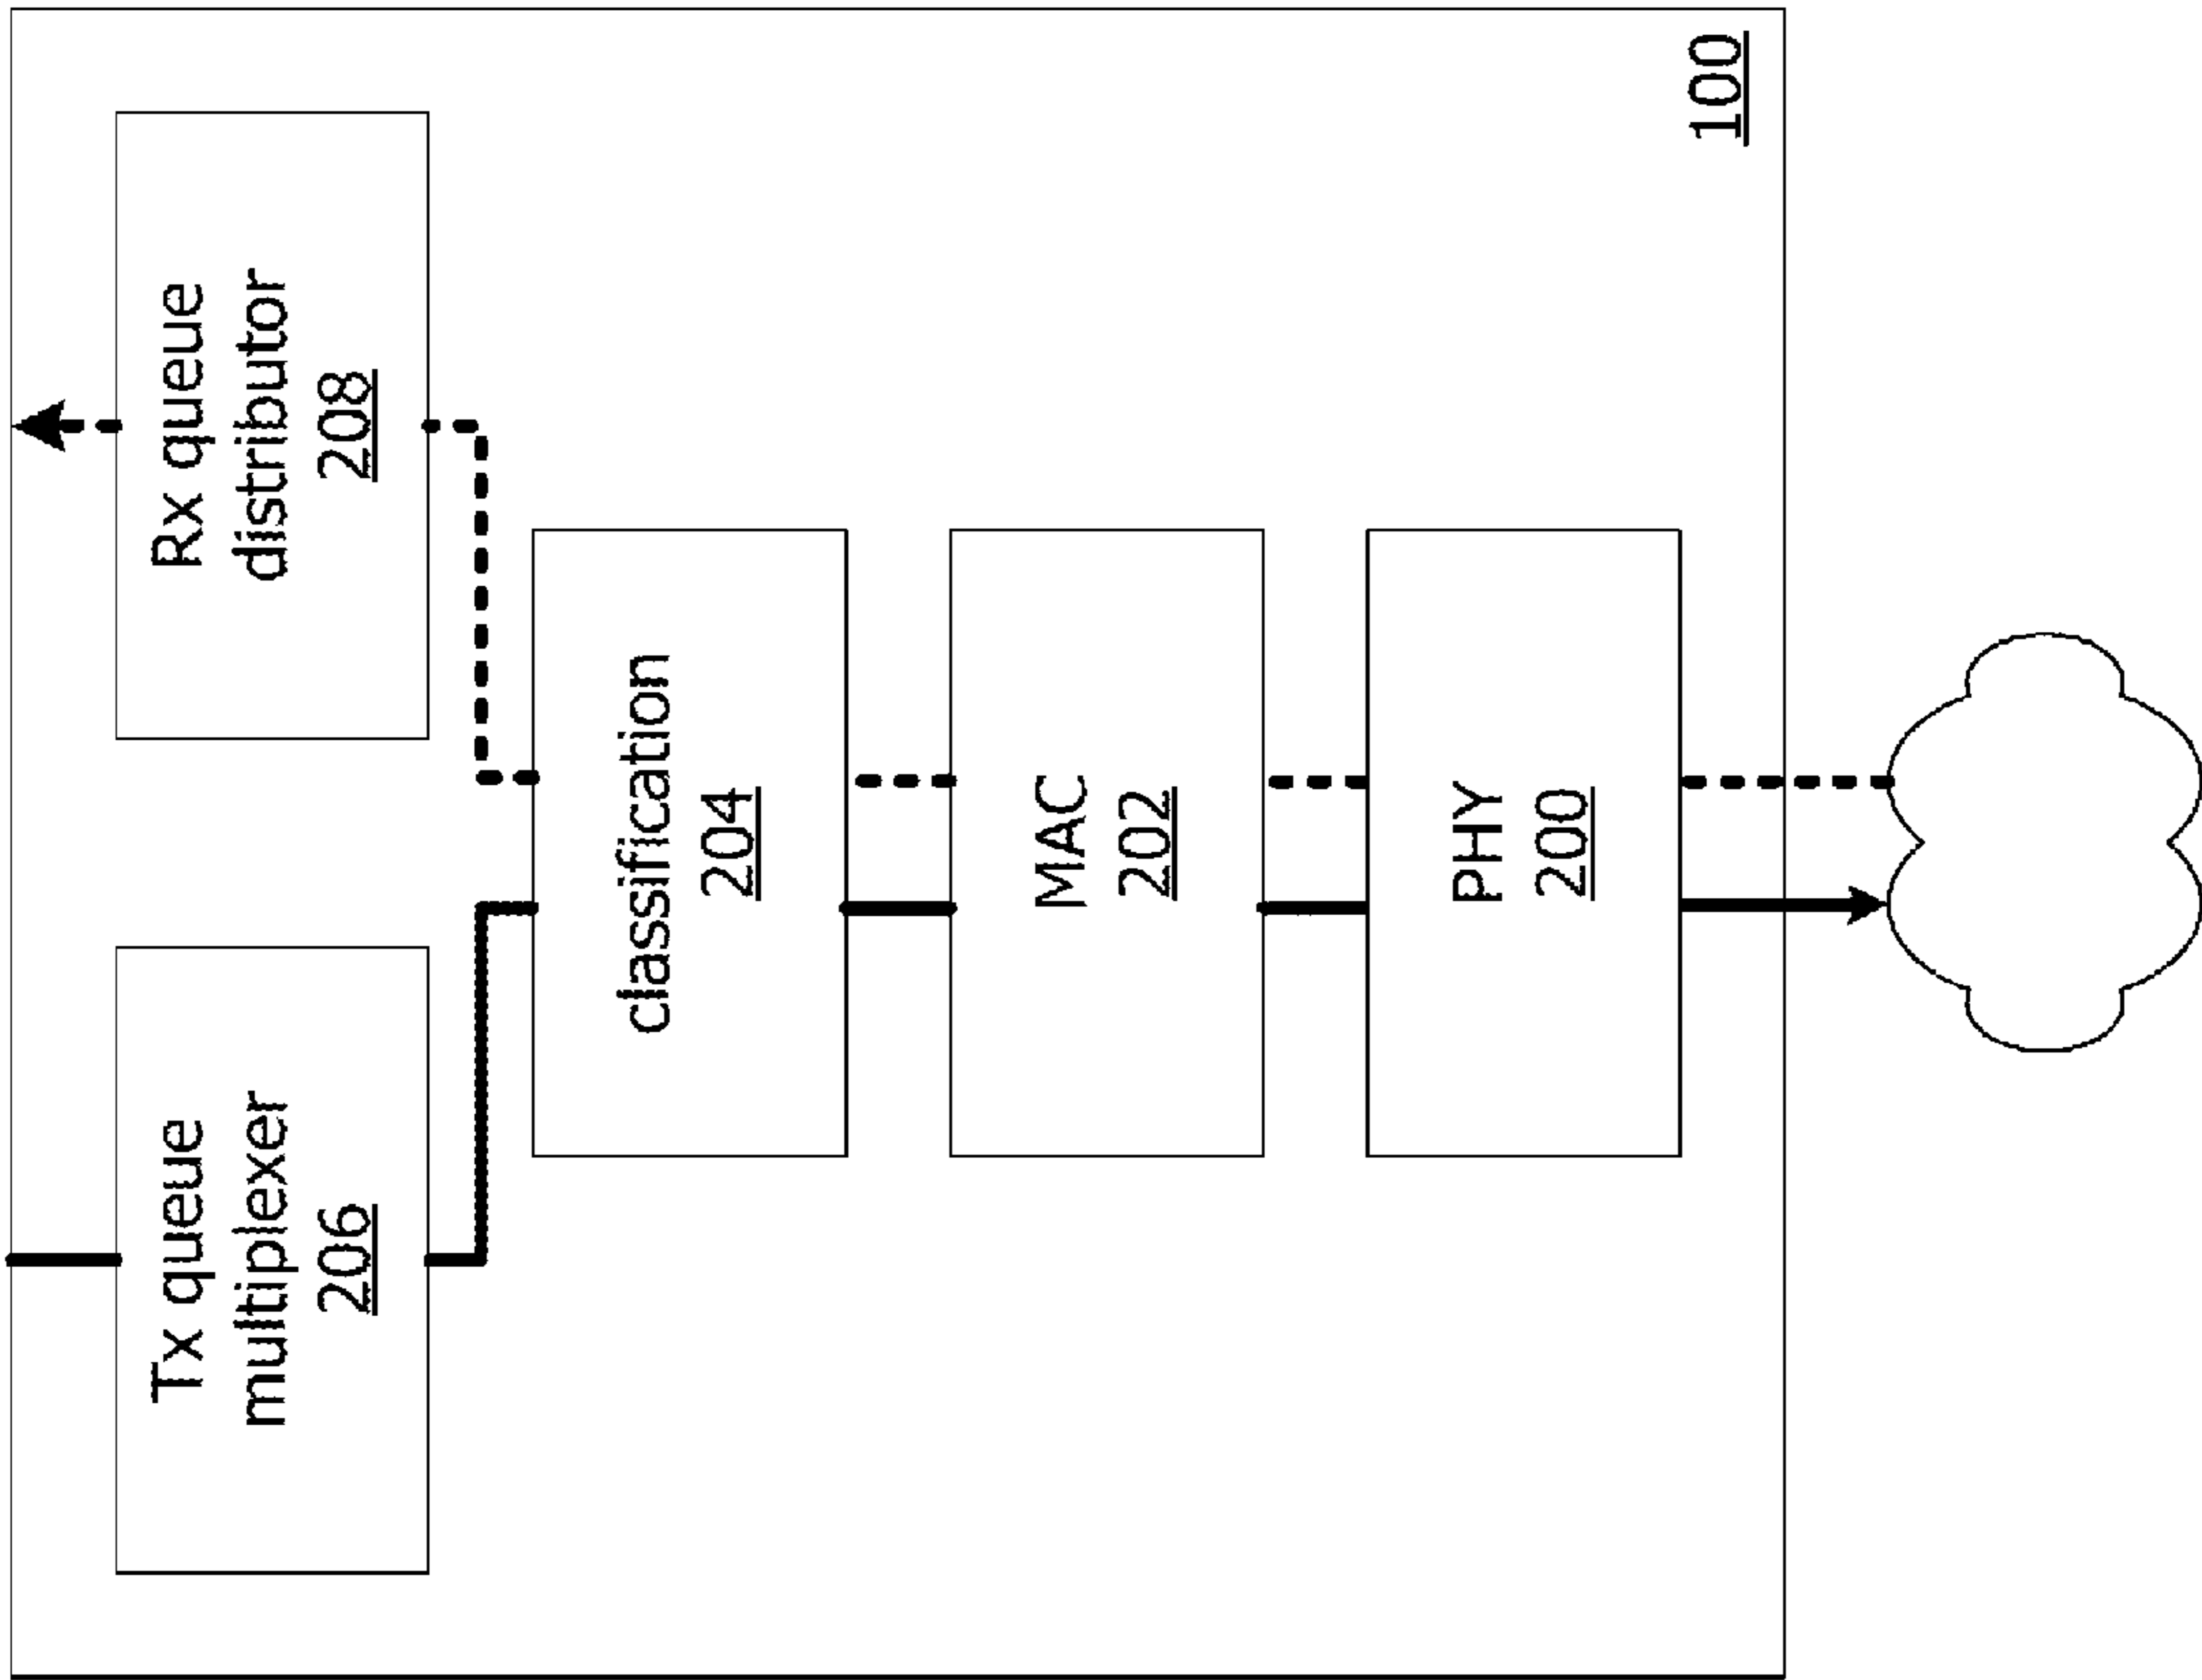 Tx queue
multiplexer
206
Rx queue
distributor
208
classification
204
MAC
202
PHY
200
100